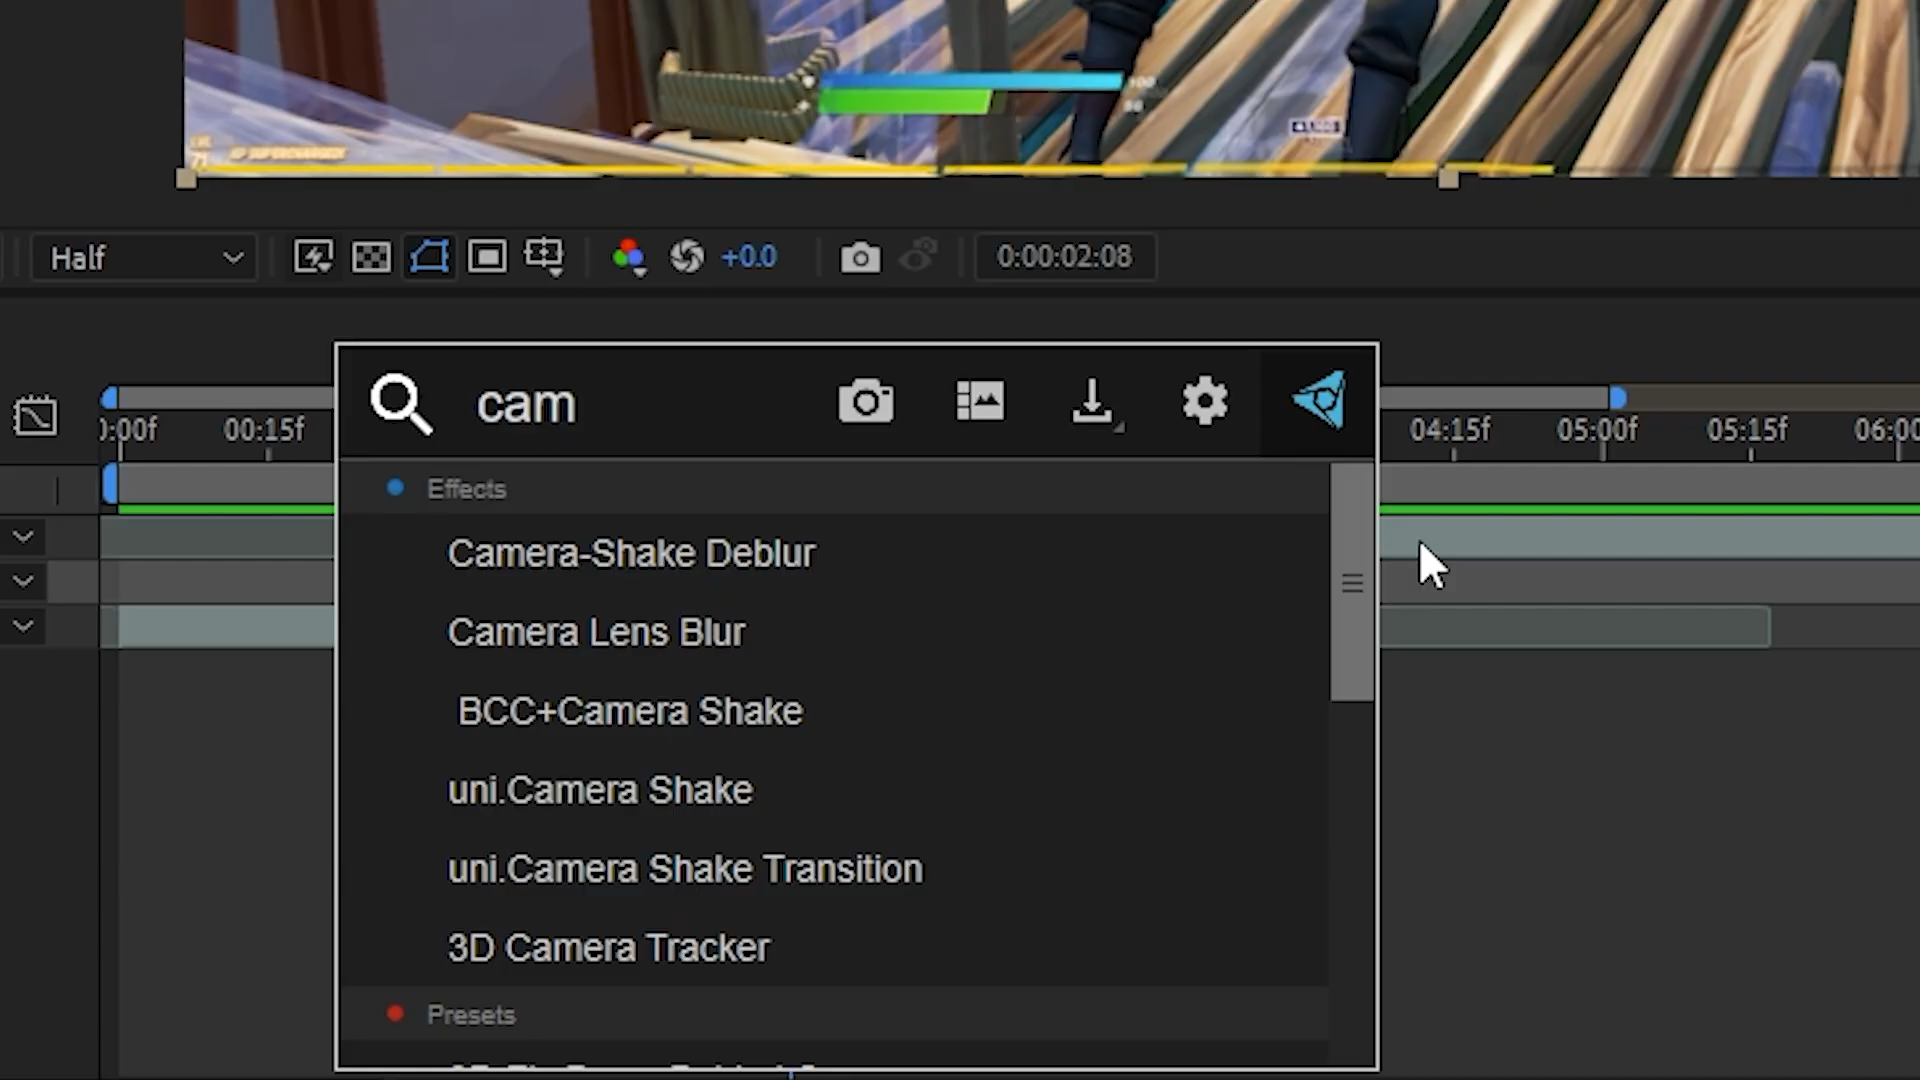 100
Half
+0.0
0:00:02:08
cam
):00f 00:15f 04:15f 05:00f 05:15f 06:00
Effects
Camera-Shake Deblur
Camera Lens Blur
BCC+Camera Shake
uni.Camera Shake
uni.Camera Shake Transition
3D Camera Tracker
Presets